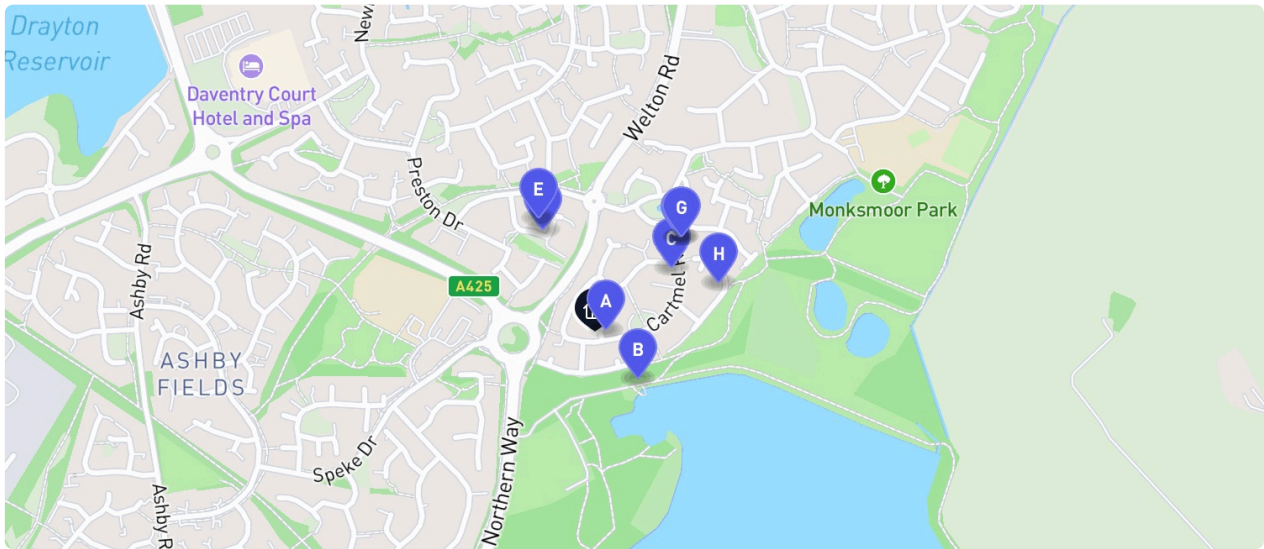 Drayton
Reservoir
Daventry Court
Hotel and Spa
Welton Rd
Preston Dr
E
G
C
H
Monksmoor Park
Ashby Rd
A425
A
Cartmel R
B
ASHBY
FIELDS
Speke Dr
Northern Way
Ashby R